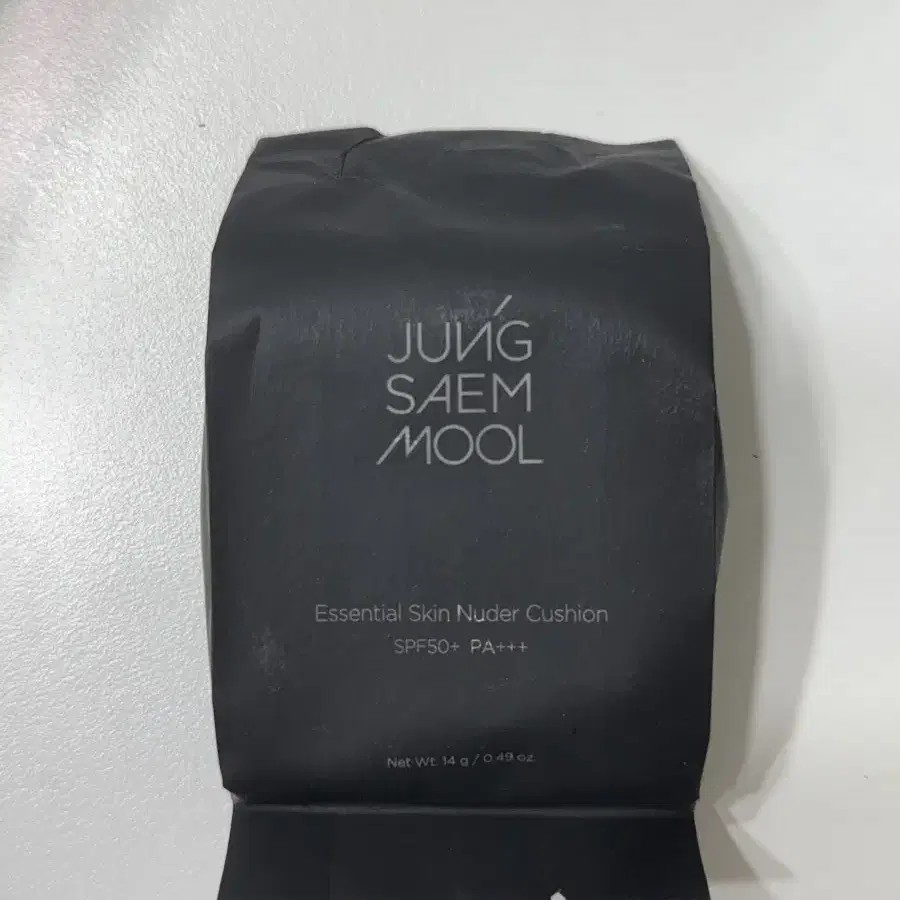 JUNG
SAEM
MOOL
Essential Skin Nuder Cushion
SPF50+ PA+++
Net Wt. 14 g / 0.49 oz.